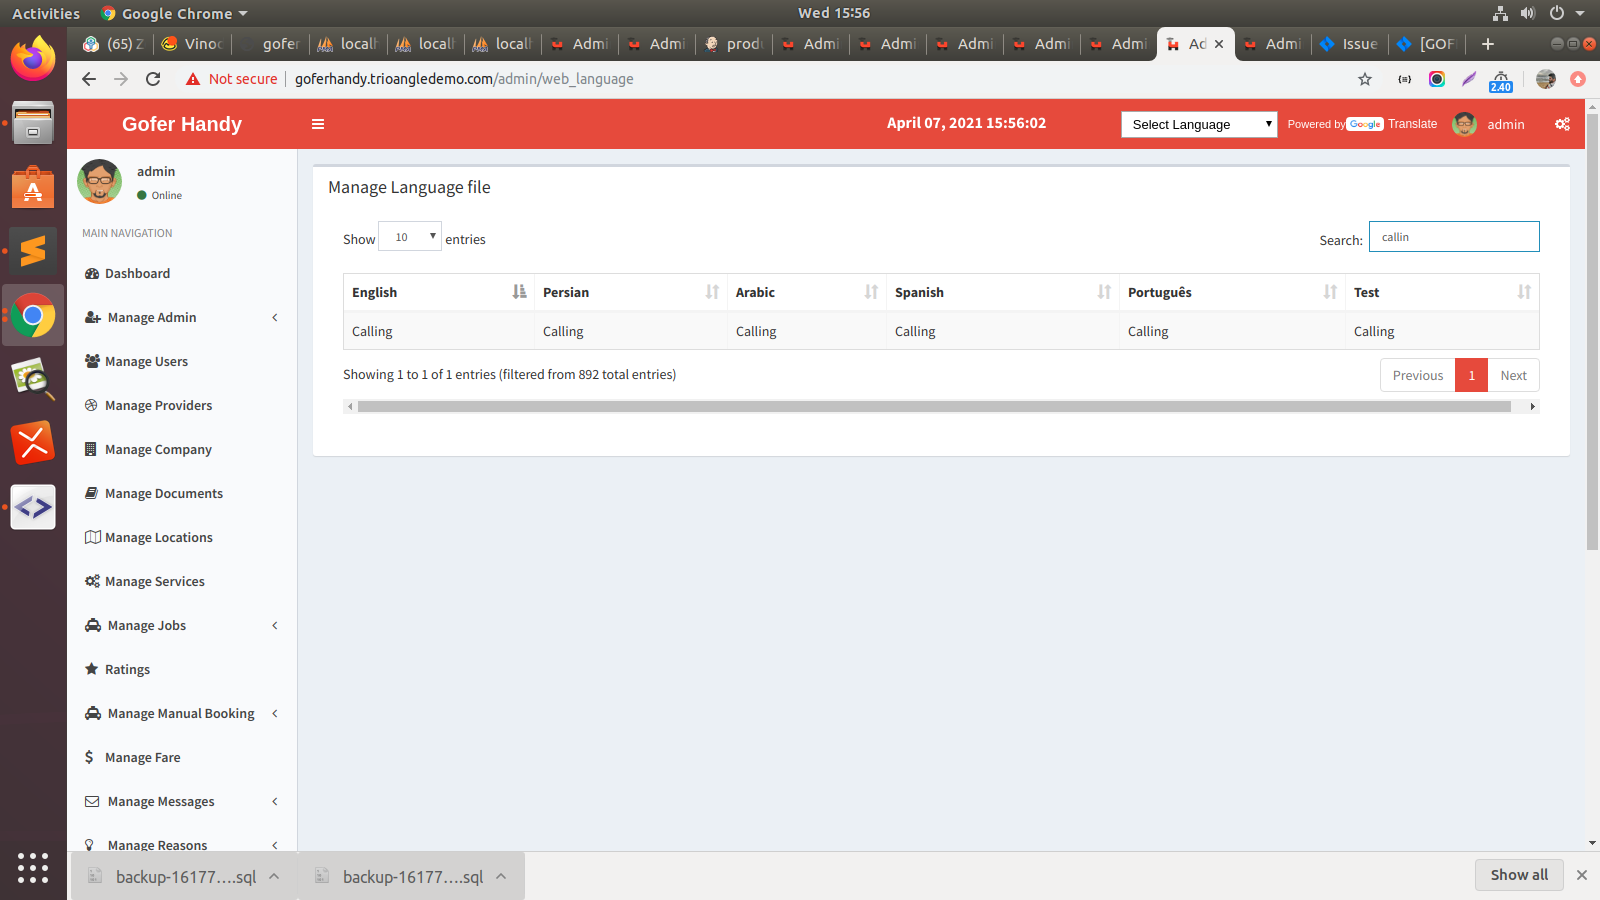 Activities Google Chrome Wed 15:56
(65) Z Vinoc gofer localh localh localh Admi Admi produ Admi Admi Admi Admi Admi Ad Admi Issue [GOF
Not secure goferhandy.trioangledemo.com/admin/web_language 2.40
Gofer Handy April 07, 2021 15:56:02 Select Language Powered by Google Translate admin
admin
Online
MAIN NAVIGATION
Dashboard
Manage Admin
Manage Users
Manage Providers
Manage Company
Manage Documents
Manage Locations
Manage Services
Manage Jobs
Ratings
Manage Manual Booking
Manage Fare
Manage Messages
Manage Reasons
Manage Language file
Show 10 entries Search: callin
English Persian Arabic Spanish Português Test
Calling Calling Calling Calling Calling Calling
Showing 1 to 1 of 1 entries (filtered from 892 total entries) Previous 1 Next
backup-16177....sql backup-16177....sql Show all